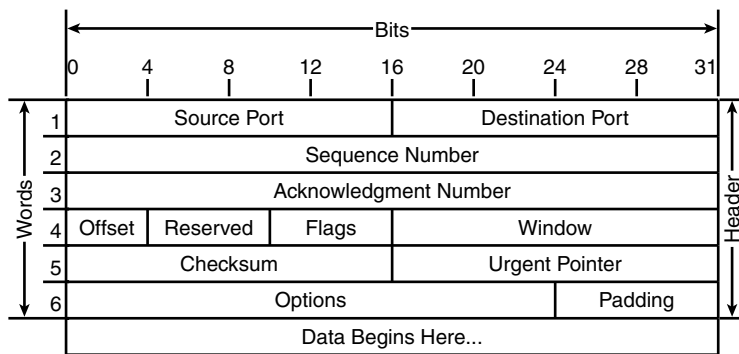 Bits
0 4 8 12 16 20 24 28 31
Words
Header
1 Source Port Destination Port
2 Sequence Number
3 Acknowledgment Number
4 Offset Reserved Flags Window
5 Checksum Urgent Pointer
6 Options Padding
Data Begins Here...